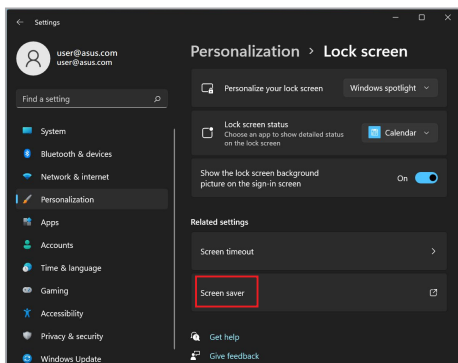 Settings
user@asus.com
user@asus.com
Find a setting
System
Bluetooth & devices
Network & internet
Personalization
Apps
Accounts
Time & language
Gaming
Accessibility
Privacy & security
Windows Update
Personalization > Lock screen
Personalize your lock screen
Windows spotlight
Lock screen status
Choose an app to show detailed status
on the lock screen
Calendar
Show the lock screen background
picture on the sign-in screen
On
Related settings
Screen timeout
Screen saver
Get help
Give feedback